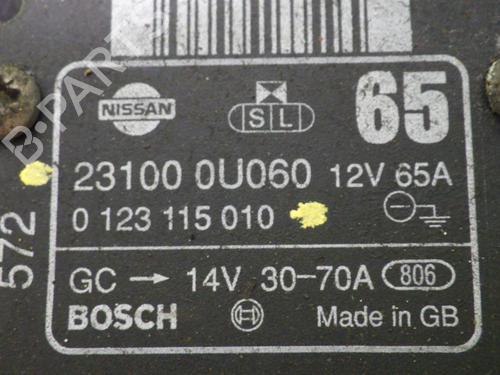 NISSAN
S L
65
23100 0U060 12V 65A
0 123 115 010
GC → 14V 30-70A 806
BOSCH Made in GB
572
B-PARTS